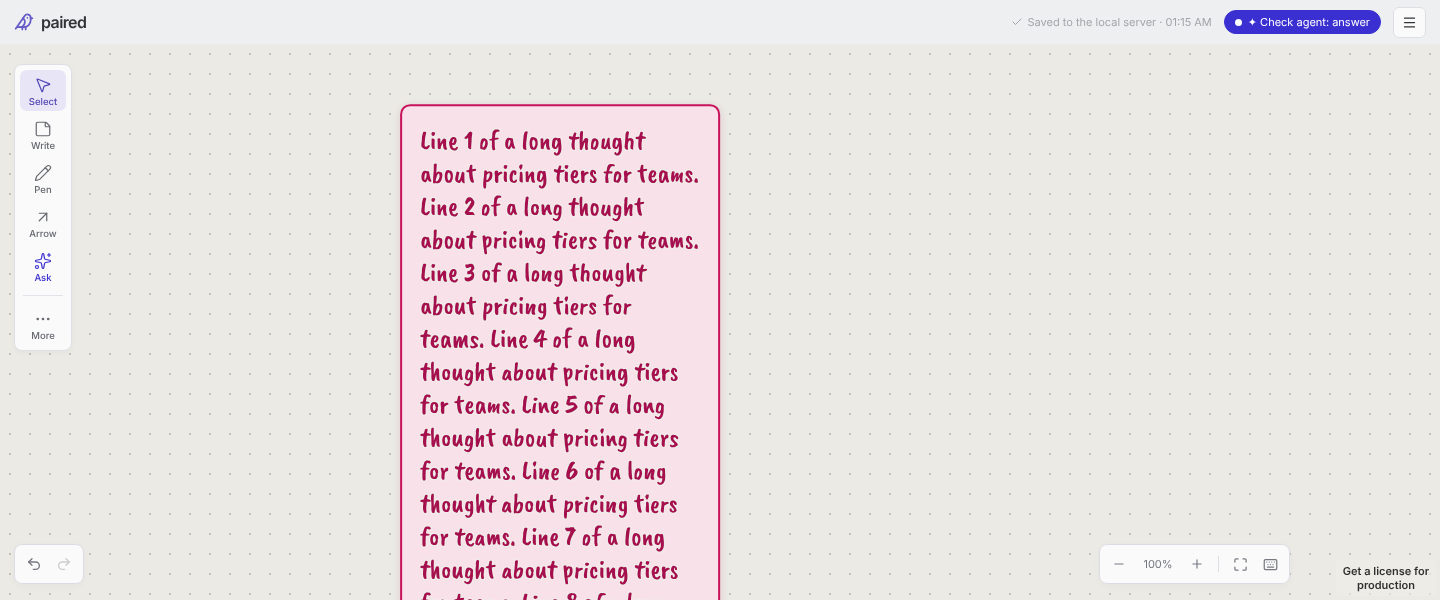 paired
Saved to the local server · 01:15 AM
✦ Check agent: answer
Select
Write
Pen
Arrow
Ask
More
Line 1 of a long thought
about pricing tiers for teams.
Line 2 of a long thought
about pricing tiers for teams.
Line 3 of a long thought
about pricing tiers for
teams. Line 4 of a long
thought about pricing tiers
for teams. Line 5 of a long
thought about pricing tiers
for teams. Line 6 of a long
thought about pricing tiers
for teams. Line 7 of a long
thought about pricing tiers
100%
Get a license for
production